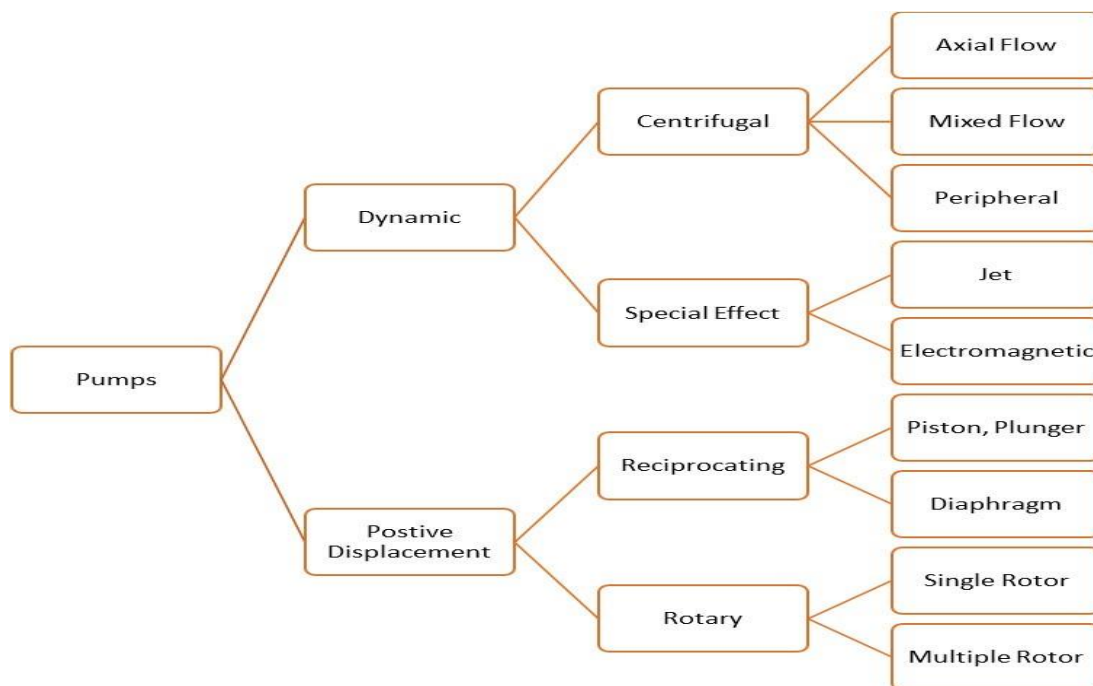 Axial Flow
Centrifugal
Mixed Flow
Peripheral
Dynamic
Jet
Special Effect
Electromagnetic
Pumps
Piston, Plunger
Reciprocating
Diaphragm
Postive
Displacement
Single Rotor
Rotary
Multiple Rotor